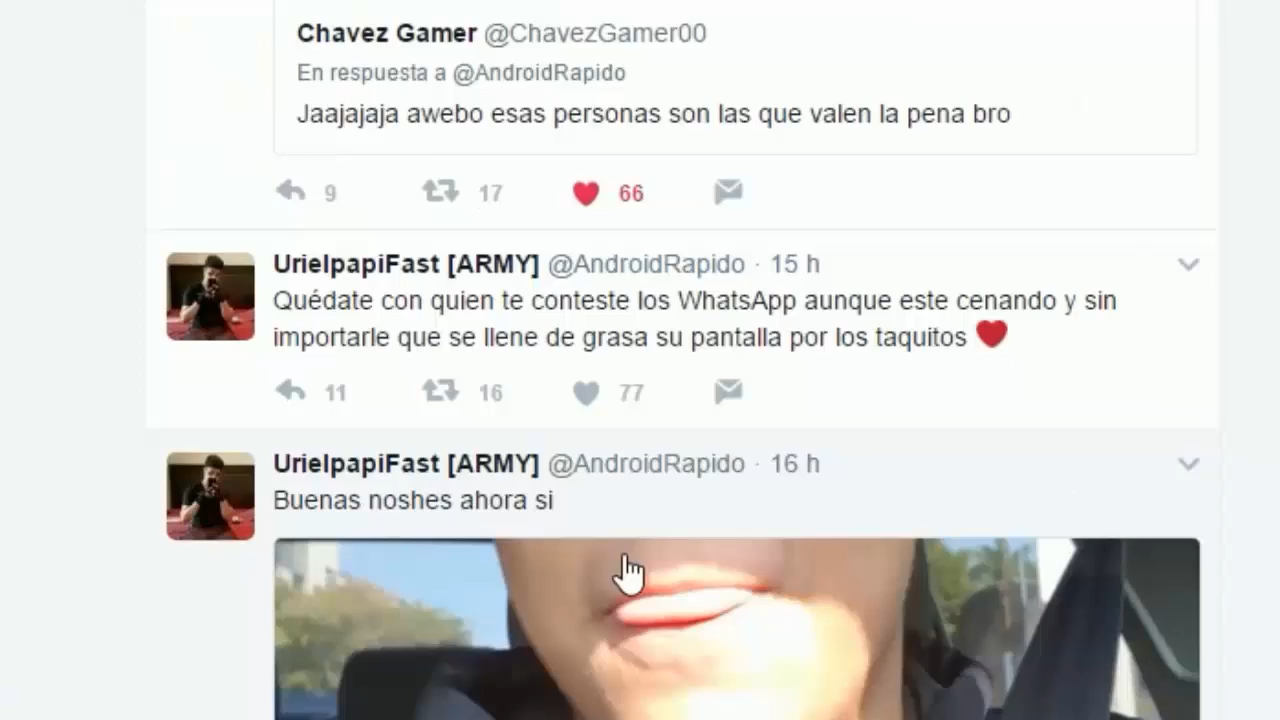 Chavez Gamer @ChavezGamer00
En respuesta a @AndroidRapido
Jaajajaja awebo esas personas son las que valen la pena bro
9 17 66
UrielpapiFast [ARMY] @AndroidRapido · 15 h
Quédate con quien te conteste los WhatsApp aunque este cenando y sin
importarle que se llene de grasa su pantalla por los taquitos ❤
11 16 77
UrielpapiFast [ARMY] @AndroidRapido · 16 h
Buenas noshes ahora si